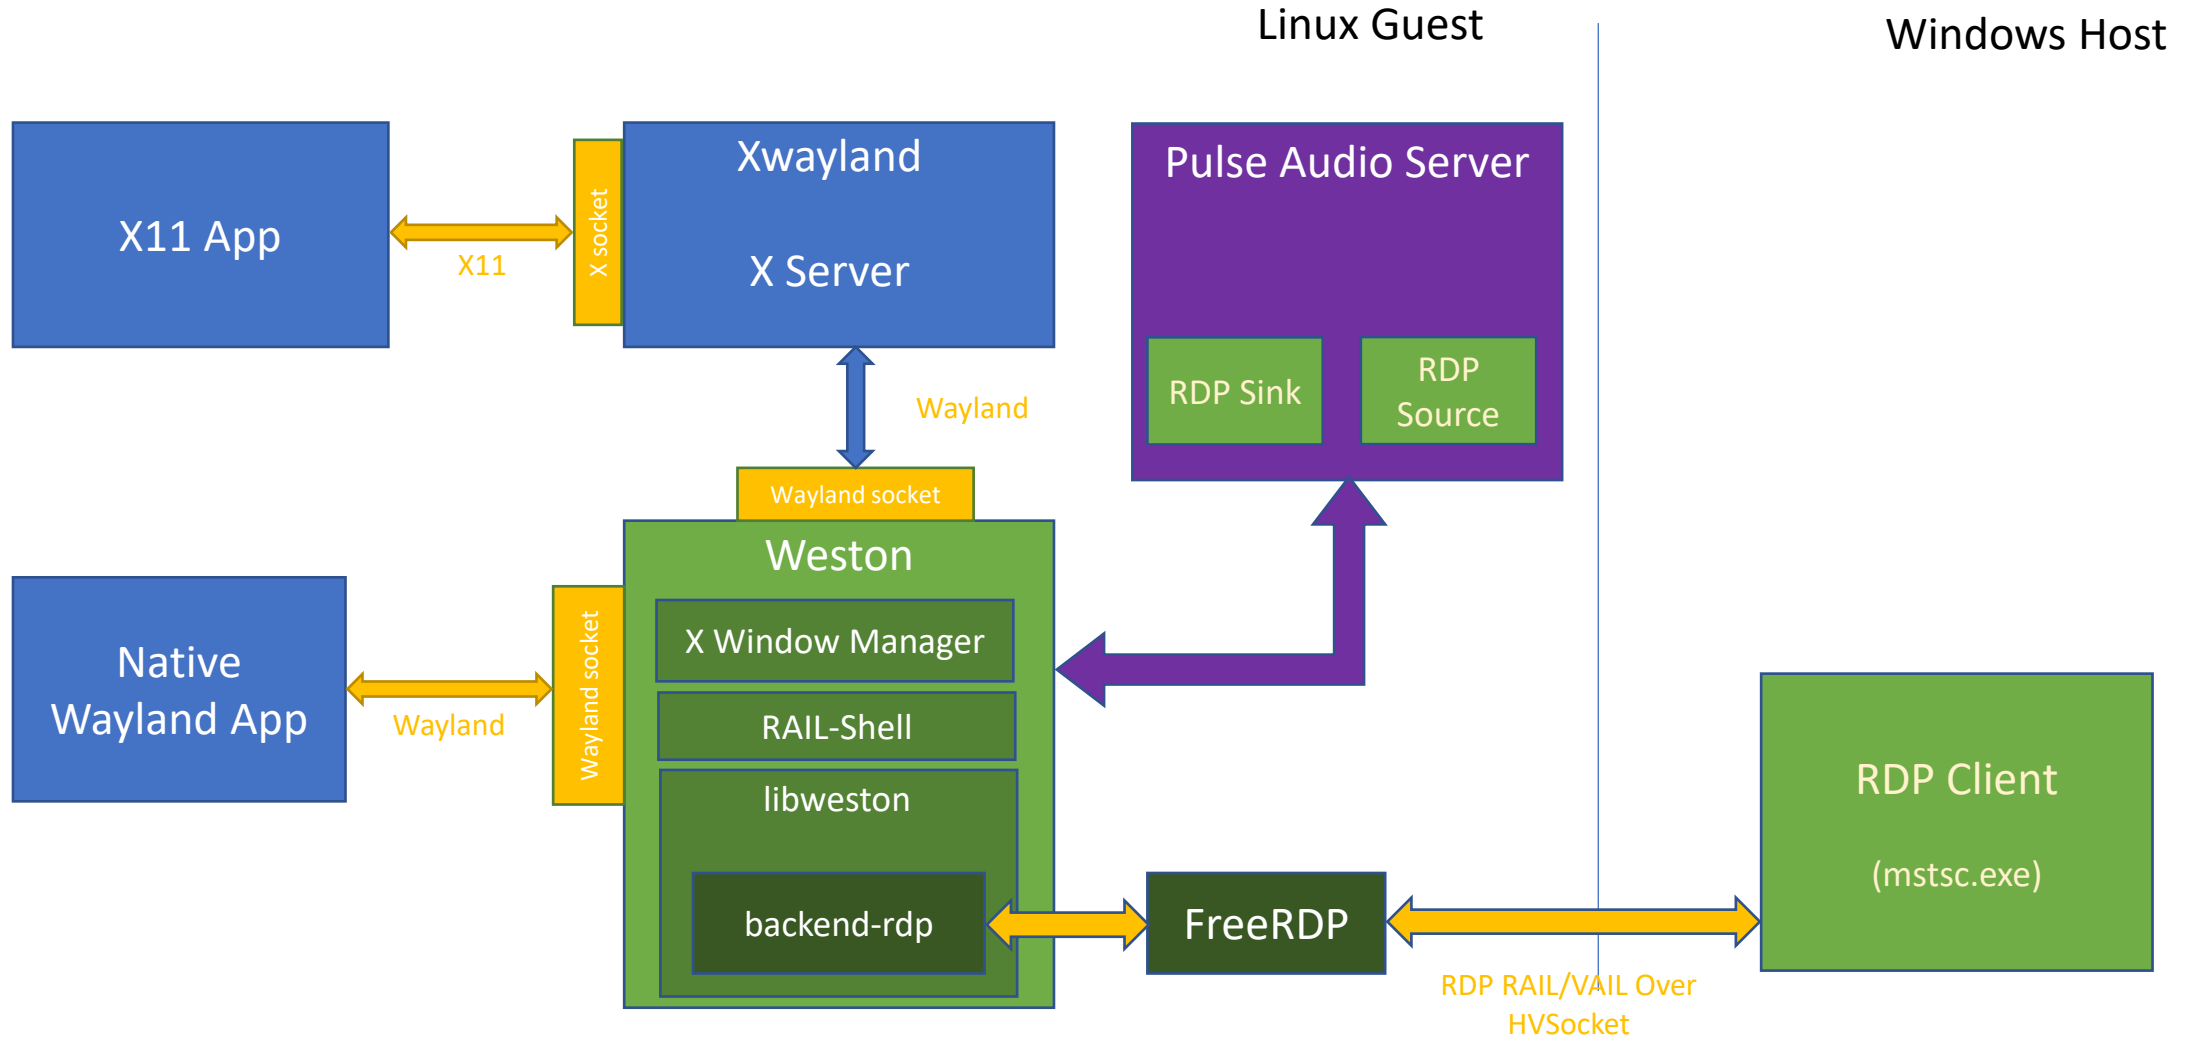 Linux Guest
Windows Host
X11 App
X11
X socket
Xwayland
X Server
Pulse Audio Server
RDP Sink
RDP
Source
Wayland
Wayland socket
Weston
X Window Manager
RAIL-Shell
libweston
backend-rdp
Native
Wayland App
Wayland
Wayland socket
FreeRDP
RDP RAIL/VAIL Over
HVSocket
RDP Client
(mstsc.exe)